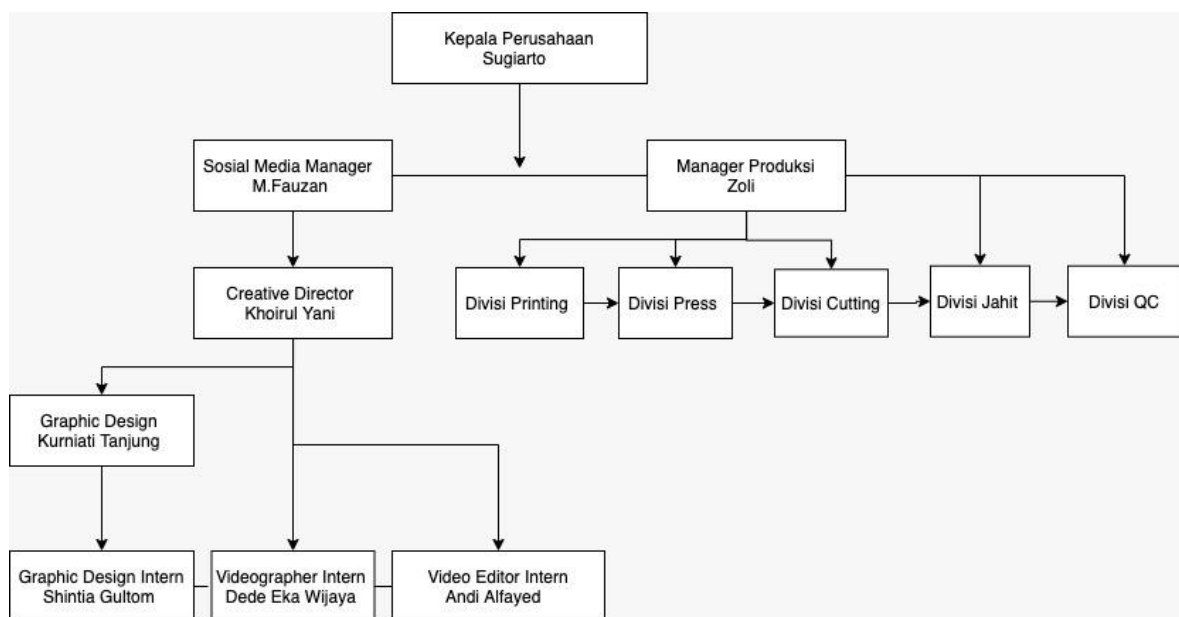 Kepala Perusahaan
Sugiarto
Sosial Media Manager
M.Fauzan
Manager Produksi
Zoli
Creative Director
Khoirul Yani
Divisi Printing
Divisi Press
Divisi Cutting
Divisi Jahit
Divisi QC
Graphic Design
Kurniati Tanjung
Graphic Design Intern
Shintia Gultom
Videographer Intern
Dede Eka Wijaya
Video Editor Intern
Andi Alfayed